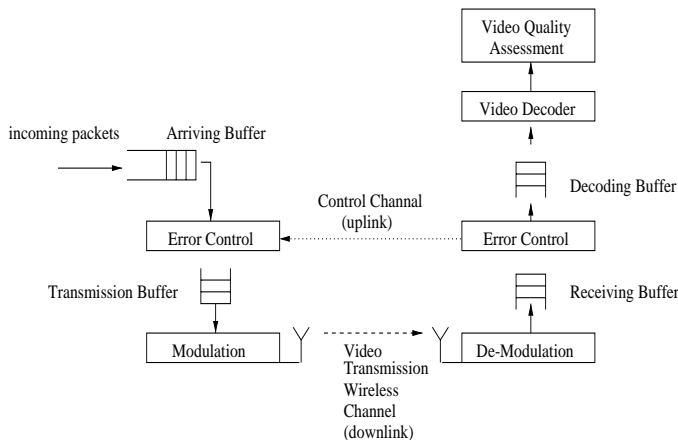 Video Quality
Assessment
Video Decoder
incoming packets
Arriving Buffer
Decoding Buffer
Control Channal
(uplink)
Error Control
Error Control
Transmission Buffer
Receiving Buffer
Modulation
De-Modulation
Video
Transmission
Wireless
Channel
(downlink)